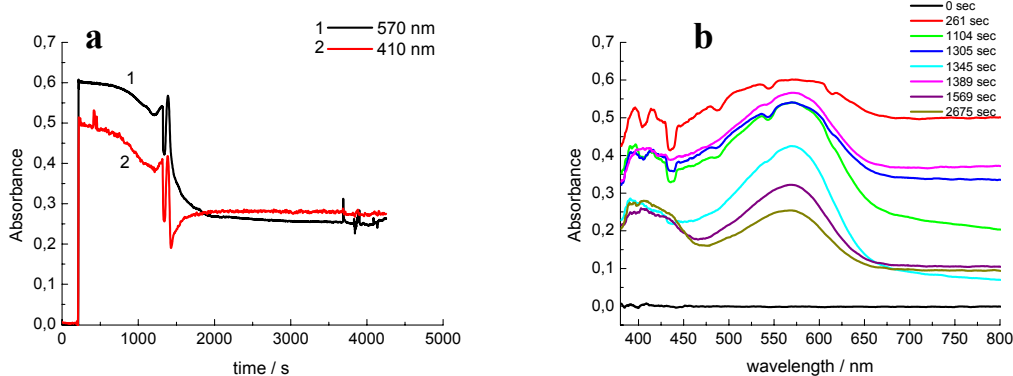 a
1 570 nm
2 410 nm
0,7
0,6
0,5
0,4
0,3
0,2
0,1
0,0
Absorbance
1
2
0 1000 2000 3000 4000 5000
time / s
b
0 sec
261 sec
1104 sec
1305 sec
1345 sec
1389 sec
1569 sec
2675 sec
0,7
0,6
0,5
0,4
0,3
0,2
0,1
0,0
Absorbance
400 450 500 550 600 650 700 750 800
wavelength / nm